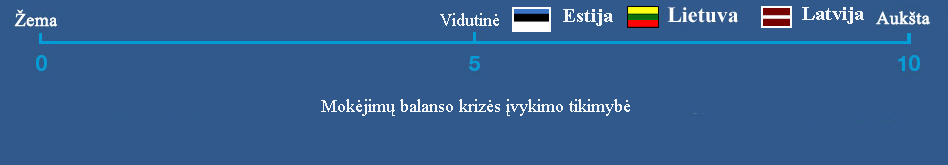 Žema Vidutinė Estija Lietuva Latvija Aukšta
0 5 10
Mokėjimų balanso krizės įvykimo tikimybė